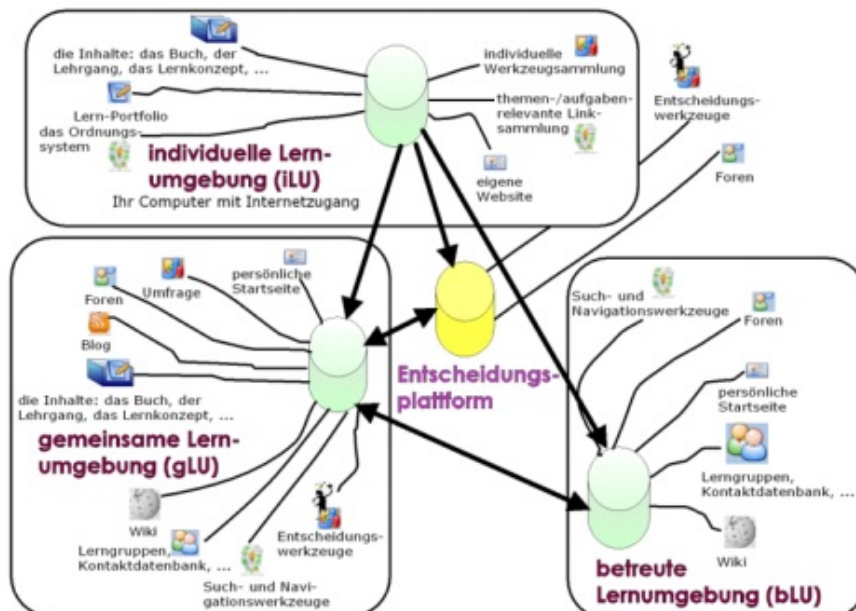 die Inhalte: das Buch, der
Lehrgang, das Lernkonzept, ...
Lern-Portfolio
das Ordnungs-
system
individuelle Lern-
umgebung (iLU)
Ihr Computer mit Internetzugang
individuelle
Werkzeugsammlung
themen-/aufgaben-
relevante Link-
sammlung
eigene
Website
Entscheidungs-
werkzeuge
Foren
persönliche
Startseite
Umfrage
Foren
Blog
die Inhalte: das Buch, der
Lehrgang, das Lernkonzept, ...
gemeinsame Lern-
umgebung (gLU)
Wiki
Lerngruppen,
Kontaktdatenbank, ...
Such- und Navi-
gationswerkzeuge
Entscheidungs-
werkzeuge
Entscheidungs-
plattform
Such- und
Navigationswerkzeuge
Foren
persönliche
Startseite
Lerngruppen,
Kontaktdatenbank, ...
Wiki
betreute
Lernumgebung (bLU)